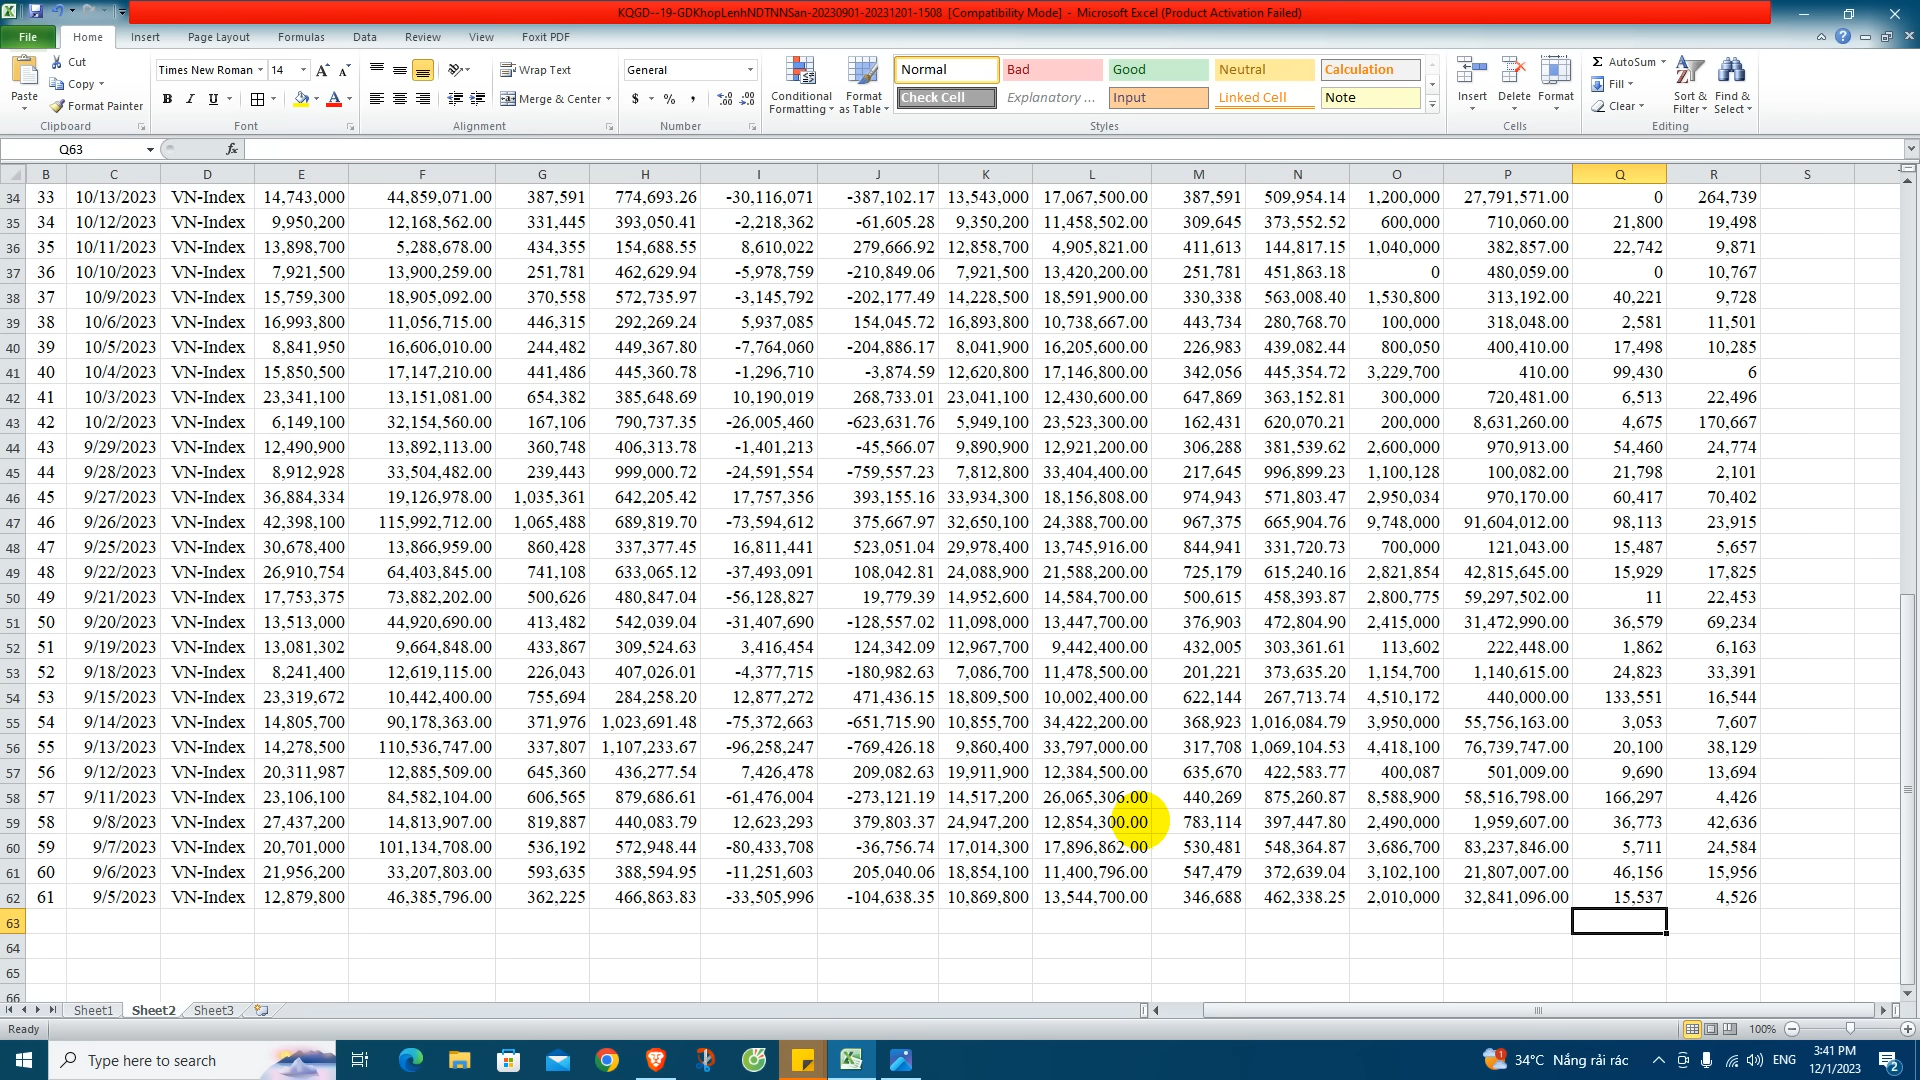 KQGD--19-GDKhopLenhNDTNNSan-20230901-20231201-1508 [Compatibility Mode] - Microsoft Excel (Product Activation Failed)
File Home Insert Page Layout Formulas Data Review View Foxit PDF
Paste Cut Copy Format Painter Clipboard
Times New Roman 14 B I U Font
Wrap Text Merge & Center Alignment
General $ % , Number
Conditional Formatting Format as Table
Normal Bad Good Neutral Calculation
Check Cell Explanatory ... Input Linked Cell Note
Styles
Insert Delete Format Cells
AutoSum Fill Clear Sort & Filter Find & Select Editing
Q63 fx
B C D E F G H I J K L M N O P Q R S
34 33 10/13/2023 VN-Index 14,743,000 44,859,071.00 387,591 774,693.26 -30,116,071 -387,102.17 13,543,000 17,067,500.00 387,591 509,954.14 1,200,000 27,791,571.00 0 264,739
35 34 10/12/2023 VN-Index 9,950,200 12,168,562.00 331,445 393,050.41 -2,218,362 -61,605.28 9,350,200 11,458,502.00 309,645 373,552.52 600,000 710,060.00 21,800 19,498
36 35 10/11/2023 VN-Index 13,898,700 5,288,678.00 434,355 154,688.55 8,610,022 279,666.92 12,858,700 4,905,821.00 411,613 144,817.15 1,040,000 382,857.00 22,742 9,871
37 36 10/10/2023 VN-Index 7,921,500 13,900,259.00 251,781 462,629.94 -5,978,759 -210,849.06 7,921,500 13,420,200.00 251,781 451,863.18 0 480,059.00 0 10,767
38 37 10/9/2023 VN-Index 15,759,300 18,905,092.00 370,558 572,735.97 -3,145,792 -202,177.49 14,228,500 18,591,900.00 330,338 563,008.40 1,530,800 313,192.00 40,221 9,728
39 38 10/6/2023 VN-Index 16,993,800 11,056,715.00 446,315 292,269.24 5,937,085 154,045.72 16,893,800 10,738,667.00 443,734 280,768.70 100,000 318,048.00 2,581 11,501
40 39 10/5/2023 VN-Index 8,841,950 16,606,010.00 244,482 449,367.80 -7,764,060 -204,886.17 8,041,900 16,205,600.00 226,983 439,082.44 800,050 400,410.00 17,498 10,285
41 40 10/4/2023 VN-Index 15,850,500 17,147,210.00 441,486 445,360.78 -1,296,710 -3,874.59 12,620,800 17,146,800.00 342,056 445,354.72 3,229,700 410.00 99,430 6
42 41 10/3/2023 VN-Index 23,341,100 13,151,081.00 654,382 385,648.69 10,190,019 268,733.01 23,041,100 12,430,600.00 647,869 363,152.81 300,000 720,481.00 6,513 22,496
43 42 10/2/2023 VN-Index 6,149,100 32,154,560.00 167,106 790,737.35 -26,005,460 -623,631.76 5,949,100 23,523,300.00 162,431 620,070.21 200,000 8,631,260.00 4,675 170,667
44 43 9/29/2023 VN-Index 12,490,900 13,892,113.00 360,748 406,313.78 -1,401,213 -45,566.07 9,890,900 12,921,200.00 306,288 381,539.62 2,600,000 970,913.00 54,460 24,774
45 44 9/28/2023 VN-Index 8,912,928 33,504,482.00 239,443 999,000.72 -24,591,554 -759,557.23 7,812,800 33,404,400.00 217,645 996,899.23 1,100,128 100,082.00 21,798 2,101
46 45 9/27/2023 VN-Index 36,884,334 19,126,978.00 1,035,361 642,205.42 17,757,356 393,155.16 33,934,300 18,156,808.00 974,943 571,803.47 2,950,034 970,170.00 60,417 70,402
47 46 9/26/2023 VN-Index 42,398,100 115,992,712.00 1,065,488 689,819.70 -73,594,612 375,667.97 32,650,100 24,388,700.00 967,375 665,904.76 9,748,000 91,604,012.00 98,113 23,915
48 47 9/25/2023 VN-Index 30,678,400 13,866,959.00 860,428 337,377.45 16,811,441 523,051.04 29,978,400 13,745,916.00 844,941 331,720.73 700,000 121,043.00 15,487 5,657
49 48 9/22/2023 VN-Index 26,910,754 64,403,845.00 741,108 633,065.12 -37,493,091 108,042.81 24,088,900 21,588,200.00 725,179 615,240.16 2,821,854 42,815,645.00 15,929 17,825
50 49 9/21/2023 VN-Index 17,753,375 73,882,202.00 500,626 480,847.04 -56,128,827 19,779.39 14,952,600 14,584,700.00 500,615 458,393.87 2,800,775 59,297,502.00 11 22,453
51 50 9/20/2023 VN-Index 13,513,000 44,920,690.00 413,482 542,039.04 -31,407,690 -128,557.02 11,098,000 13,447,700.00 376,903 472,804.90 2,415,000 31,472,990.00 36,579 69,234
52 51 9/19/2023 VN-Index 13,081,302 9,664,848.00 433,867 309,524.63 3,416,454 124,342.09 12,967,700 9,442,400.00 432,005 303,361.61 113,602 222,448.00 1,862 6,163
53 52 9/18/2023 VN-Index 8,241,400 12,619,115.00 226,043 407,026.01 -4,377,715 -180,982.63 7,086,700 11,478,500.00 201,221 373,635.20 1,154,700 1,140,615.00 24,823 33,391
54 53 9/15/2023 VN-Index 23,319,672 10,442,400.00 755,694 284,258.20 12,877,272 471,436.15 18,809,500 10,002,400.00 622,144 267,713.74 4,510,172 440,000.00 133,551 16,544
55 54 9/14/2023 VN-Index 14,805,700 90,178,363.00 371,976 1,023,691.48 -75,372,663 -651,715.90 10,855,700 34,422,200.00 368,923 1,016,084.79 3,950,000 55,756,163.00 3,053 7,607
56 55 9/13/2023 VN-Index 14,278,500 110,536,747.00 337,807 1,107,233.67 -96,258,247 -769,426.18 9,860,400 33,797,000.00 317,708 1,069,104.53 4,418,100 76,739,747.00 20,100 38,129
57 56 9/12/2023 VN-Index 20,311,987 12,885,509.00 645,360 436,277.54 7,426,478 209,082.63 19,911,900 12,384,500.00 635,670 422,583.77 400,087 501,009.00 9,690 13,694
58 57 9/11/2023 VN-Index 23,106,100 84,582,104.00 606,565 879,686.61 -61,476,004 -273,121.19 14,517,200 26,065,306.00 440,269 875,260.87 8,588,900 58,516,798.00 166,297 4,426
59 58 9/8/2023 VN-Index 27,437,200 14,813,907.00 819,887 440,083.79 12,623,293 379,803.37 24,947,200 12,854,300.00 783,114 397,447.80 2,490,000 1,959,607.00 36,773 42,636
60 59 9/7/2023 VN-Index 20,701,000 101,134,708.00 536,192 572,948.44 -80,433,708 -36,756.74 17,014,300 17,896,862.00 530,481 548,364.87 3,686,700 83,237,846.00 5,711 24,584
61 60 9/6/2023 VN-Index 21,956,200 33,207,803.00 593,635 388,594.95 -11,251,603 205,040.06 18,854,100 11,400,796.00 547,479 372,639.04 3,102,100 21,807,007.00 46,156 15,956
62 61 9/5/2023 VN-Index 12,879,800 46,385,796.00 362,225 466,863.83 -33,505,996 -104,638.35 10,869,800 13,544,700.00 346,688 462,338.25 2,010,000 32,841,096.00 15,537 4,526
63
64
65
66
Sheet1 Sheet2 Sheet3
Ready 100%
Type here to search 34°C Nắng rải rác ENG 3:41 PM
12/1/2023 2